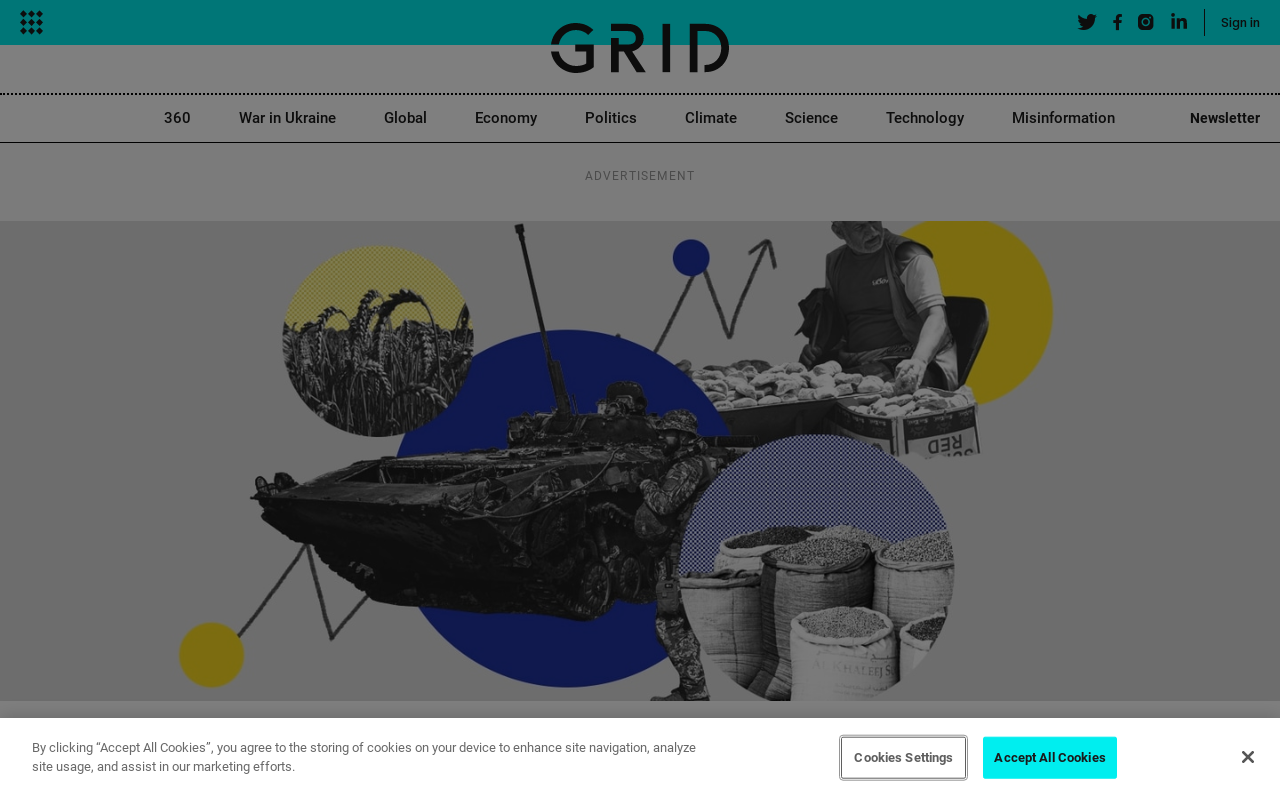 Sign in
GRID
360 War in Ukraine Global Economy Politics Climate Science Technology Misinformation Newsletter
ADVERTISEMENT
RED
AL KHALEEJ S
By clicking “Accept All Cookies”, you agree to the storing of cookies on your device to enhance site navigation, analyze
site usage, and assist in our marketing efforts.
Cookies Settings
Accept All Cookies